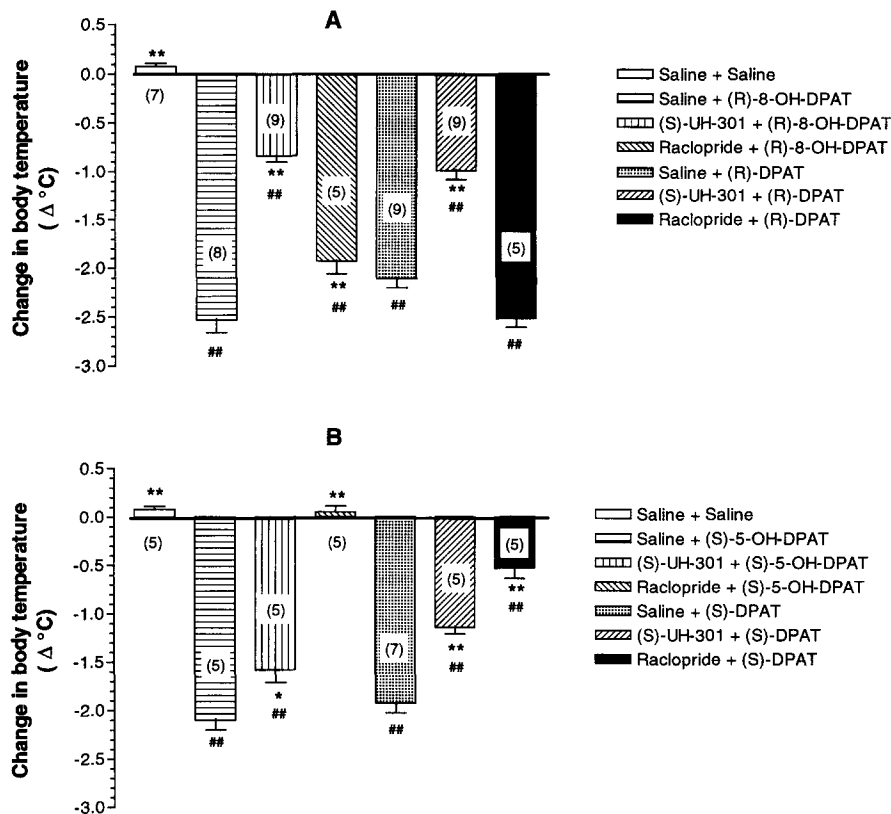 A
Change in body temperature
( Δ °C)
0.5
0.0
-0.5
-1.0
-1.5
-2.0
-2.5
-3.0
**
(7)
(8)
##
(9)
**
##
(5)
**
##
(9)
##
(9)
**
##
(5)
##
Saline + Saline
Saline + (R)-8-OH-DPAT
(S)-UH-301 + (R)-8-OH-DPAT
Raclopride + (R)-8-OH-DPAT
Saline + (R)-DPAT
(S)-UH-301 + (R)-DPAT
Raclopride + (R)-DPAT
B
Change in body temperature
( Δ °C)
0.5
0.0
-0.5
-1.0
-1.5
-2.0
-2.5
-3.0
**
(5)
(5)
##
(5)
*
##
**
(5)
(7)
##
(5)
**
##
(5)
**
##
Saline + Saline
Saline + (S)-5-OH-DPAT
(S)-UH-301 + (S)-5-OH-DPAT
Raclopride + (S)-5-OH-DPAT
Saline + (S)-DPAT
(S)-UH-301 + (S)-DPAT
Raclopride + (S)-DPAT